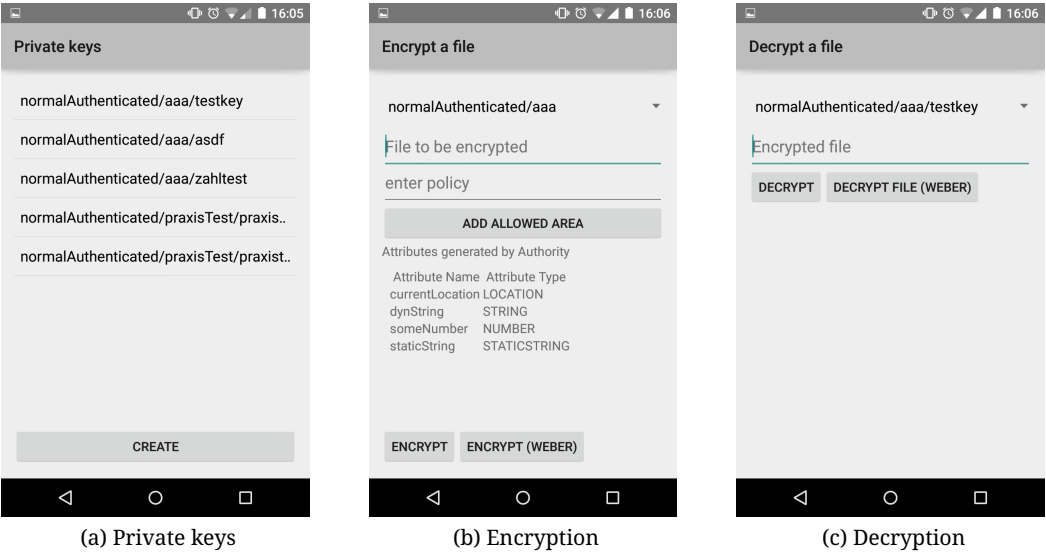 16:05
Private keys
normalAuthenticated/aaa/testkey
normalAuthenticated/aaa/asdf
normalAuthenticated/aaa/zahltest
normalAuthenticated/praxisTest/praxis..
normalAuthenticated/praxisTest/praxist..
CREATE
(a) Private keys
16:06
Encrypt a file
normalAuthenticated/aaa
File to be encrypted
enter policy
ADD ALLOWED AREA
Attributes generated by Authority
Attribute Name Attribute Type
currentLocation LOCATION
dynString STRING
someNumber NUMBER
staticString STATICSTRING
ENCRYPT ENCRYPT (WEBER)
(b) Encryption
16:06
Decrypt a file
normalAuthenticated/aaa/testkey
Encrypted file
DECRYPT DECRYPT FILE (WEBER)
(c) Decryption